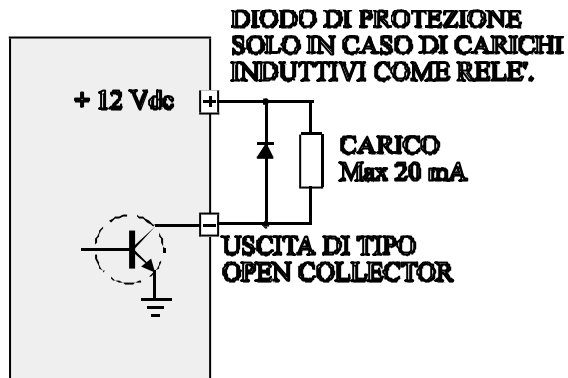 DIODO DI PROTEZIONE
SOLO IN CASO DI CARICHI
INDUTTIVI COME RELE'.
+ 12 Vdc
+
CARICO
Max 20 mA
−
USCITA DI TIPO
OPEN COLLECTOR